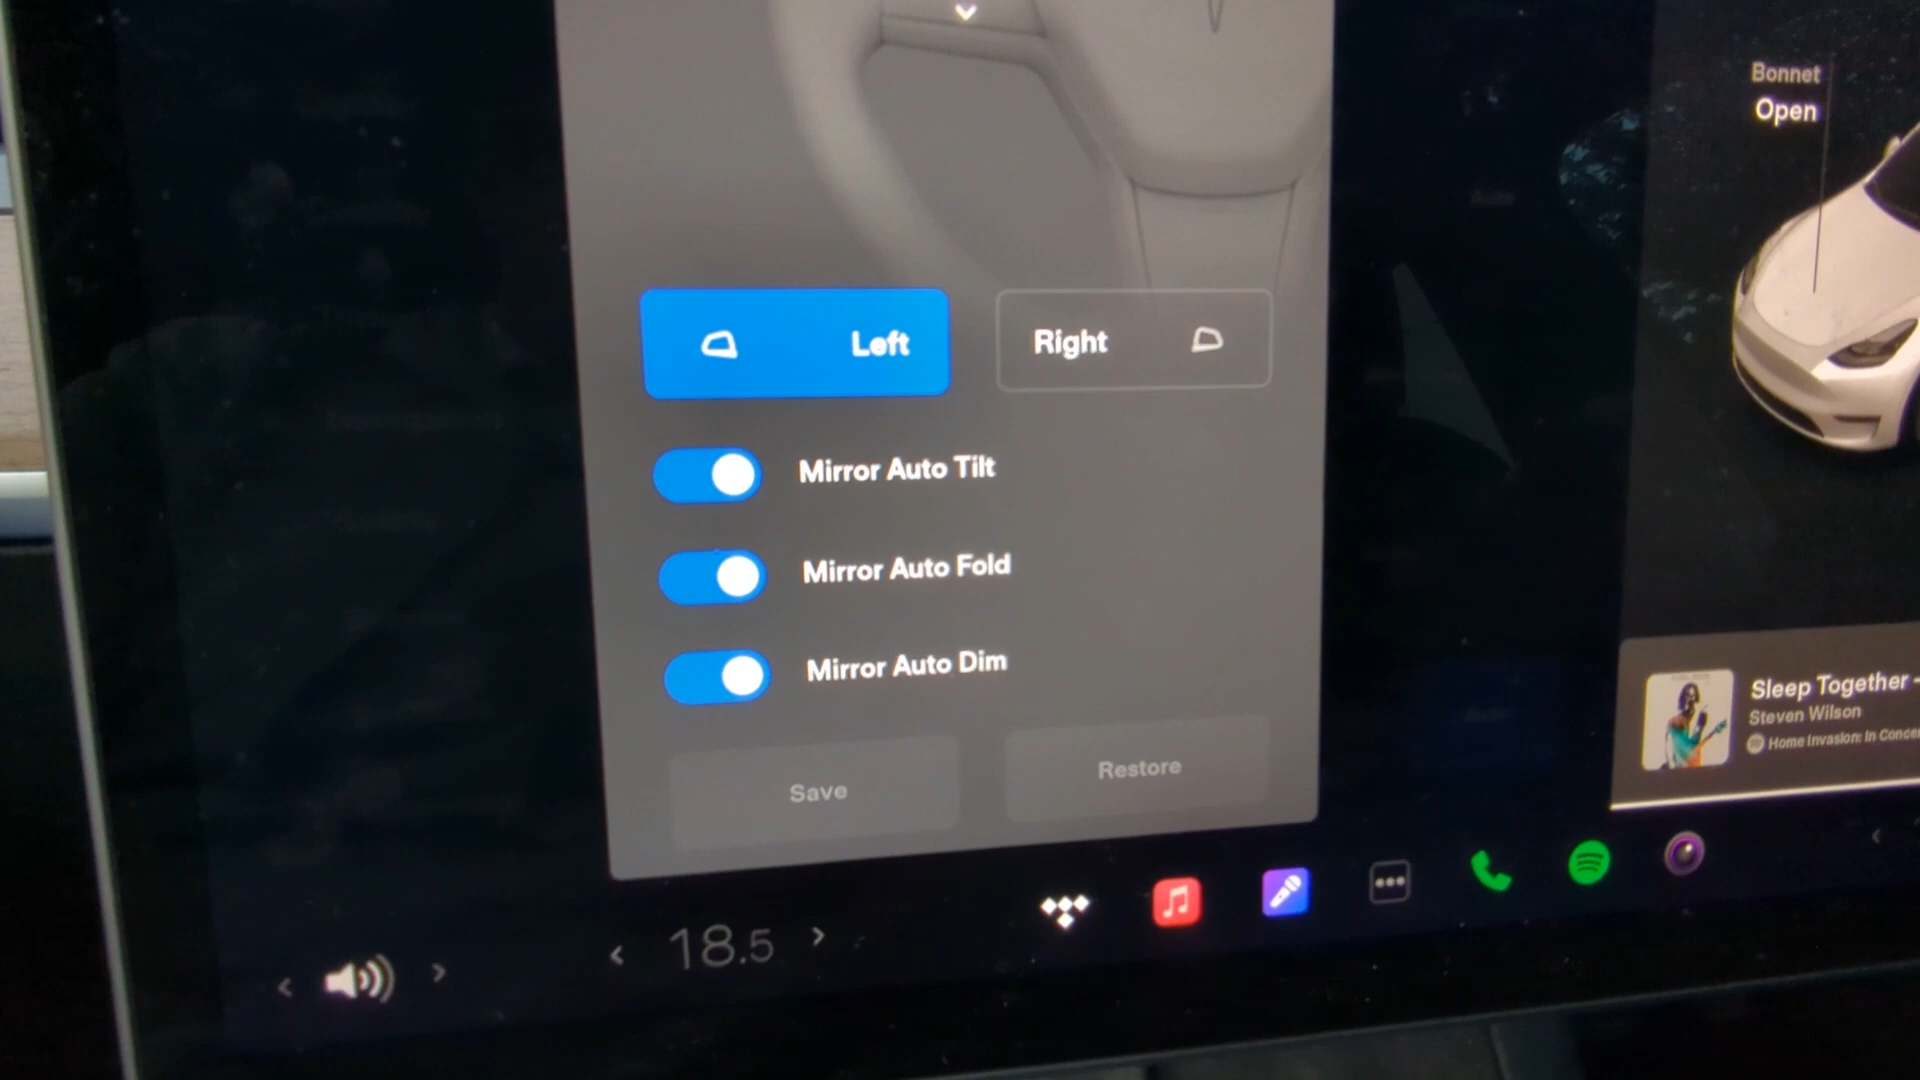 Bonnet
Open
Left
Right
Mirror Auto Tilt
Mirror Auto Fold
Mirror Auto Dim
Save
Restore
Sleep Together -
Steven Wilson
Home Invasion: In Conce
18.5